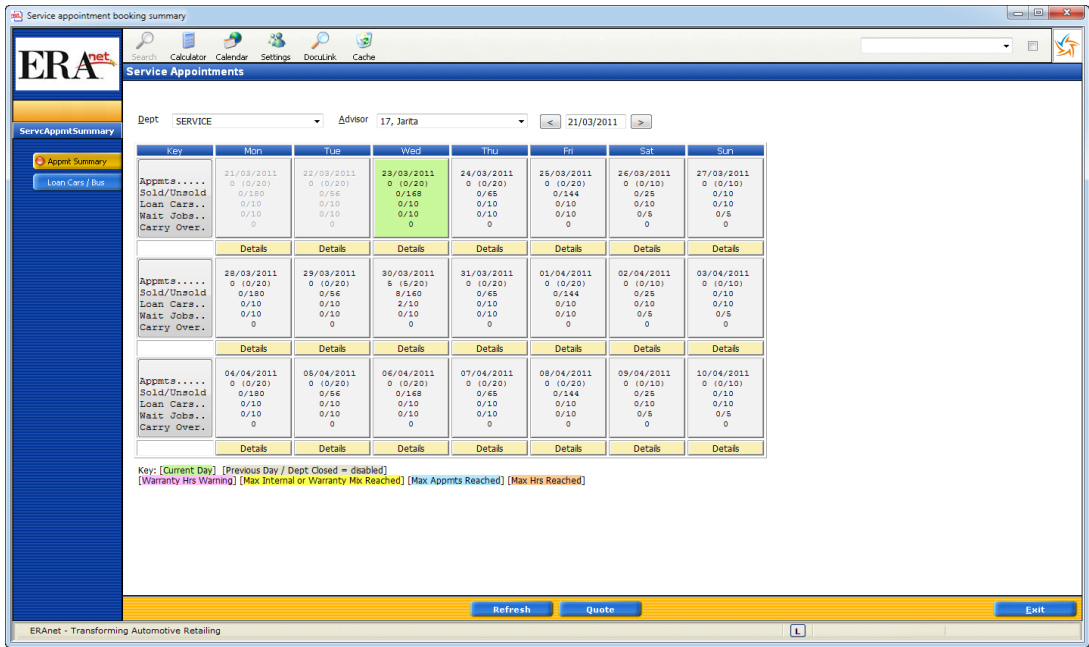 Service appointment booking summary
ERAnet
Search Calculator Calendar Settings DocuLink Cache
Service Appointments
ServcAppmtSummary
Appmt Summary
Loan Cars / Bus
Dept SERVICE Advisor 17, Jarita < 21/03/2011 >
Key Mon Tue Wed Thu Fri Sat Sun
21/03/2011 22/03/2011 23/03/2011 24/03/2011 25/03/2011 26/03/2011 27/03/2011
Appmts..... 0 (0/20) 0 (0/20) 0 (0/20) 0 (0/20) 0 (0/20) 0 (0/10) 0 (0/10)
Sold/Unsold 0/180 0/56 0/168 0/65 0/144 0/25 0/10
Loan Cars.. 0/10 0/10 0/10 0/10 0/10 0/10 0/10
Wait Jobs.. 0/10 0/10 0/10 0/10 0/10 0/5 0/5
Carry Over. 0 0 0 0 0 0 0
Details Details Details Details Details Details Details
28/03/2011 29/03/2011 30/03/2011 31/03/2011 01/04/2011 02/04/2011 03/04/2011
Appmts..... 0 (0/20) 0 (0/20) 5 (5/20) 0 (0/20) 0 (0/20) 0 (0/10) 0 (0/10)
Sold/Unsold 0/180 0/56 8/160 0/65 0/144 0/25 0/10
Loan Cars.. 0/10 0/10 2/10 0/10 0/10 0/10 0/10
Wait Jobs.. 0/10 0/10 0/10 0/10 0/10 0/5 0/5
Carry Over. 0 0 0 0 0 0 0
Details Details Details Details Details Details Details
04/04/2011 05/04/2011 06/04/2011 07/04/2011 08/04/2011 09/04/2011 10/04/2011
Appmts..... 0 (0/20) 0 (0/20) 0 (0/20) 0 (0/20) 0 (0/20) 0 (0/10) 0 (0/10)
Sold/Unsold 0/180 0/56 0/168 0/65 0/144 0/25 0/10
Loan Cars.. 0/10 0/10 0/10 0/10 0/10 0/10 0/10
Wait Jobs.. 0/10 0/10 0/10 0/10 0/10 0/5 0/5
Carry Over. 0 0 0 0 0 0 0
Details Details Details Details Details Details Details
Key: [Current Day] [Previous Day / Dept Closed = disabled]
[Warranty Hrs Warning] [Max Internal or Warranty Mix Reached] [Max Appmts Reached] [Max Hrs Reached]
Refresh Quote Exit
ERAnet - Transforming Automotive Retailing L